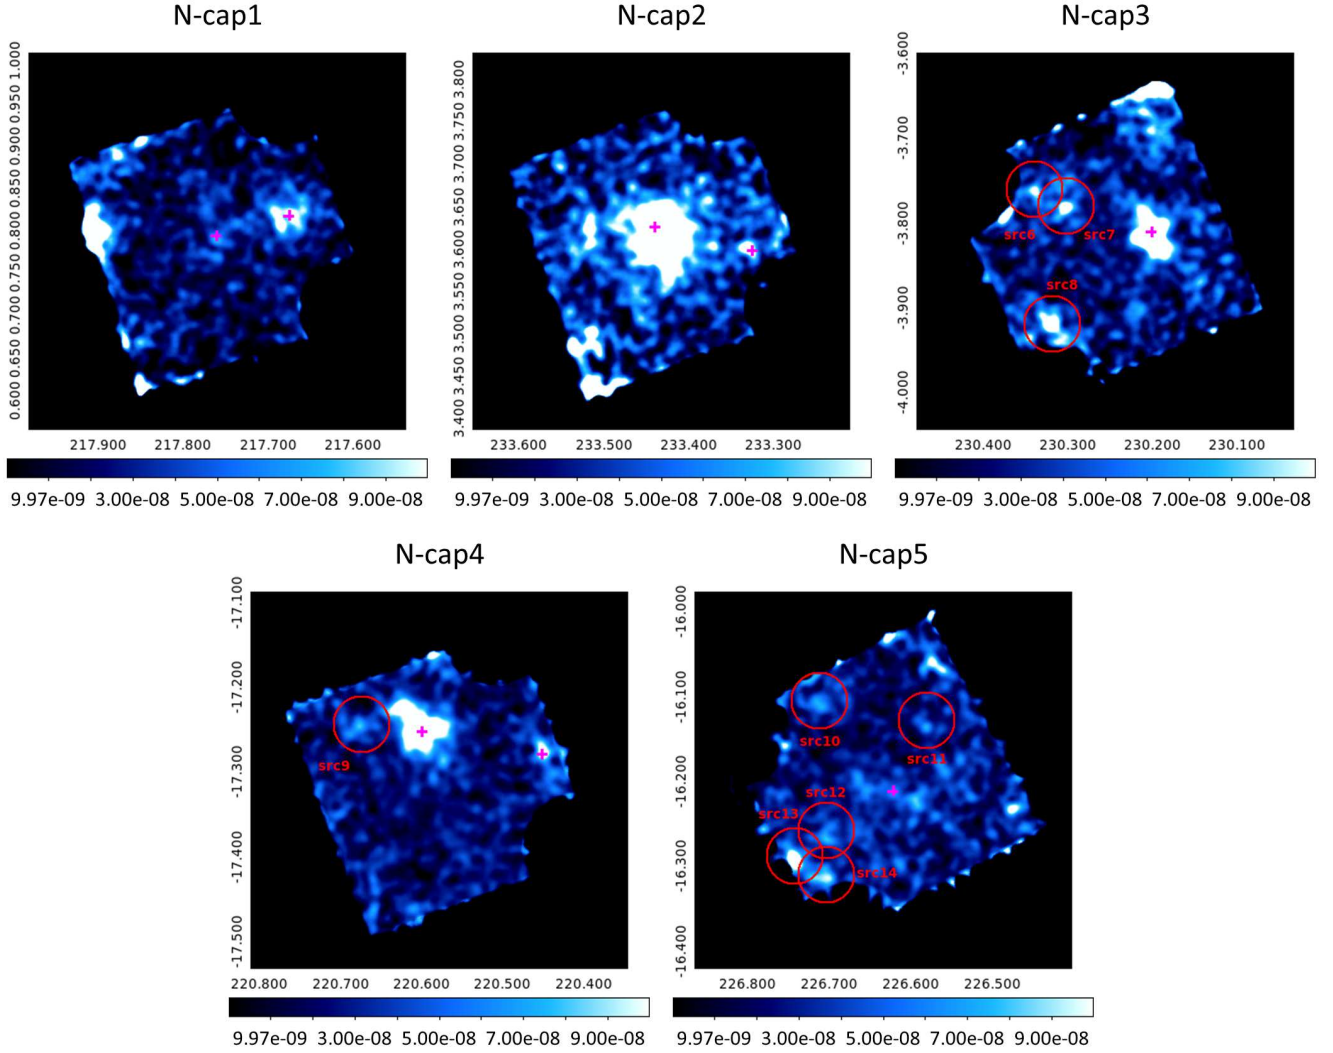 N-cap1
N-cap2
N-cap3
0.600 0.650 0.700 0.750 0.800 0.850 0.900 0.950 1.000
3.400 3.450 3.500 3.550 3.600 3.650 3.700 3.750 3.800
-4.000 -3.900 -3.800 -3.700 -3.600
src6
src7
src8
217.900 217.800 217.700 217.600
233.600 233.500 233.400 233.300
230.400 230.300 230.200 230.100
9.97e-09 3.00e-08 5.00e-08 7.00e-08 9.00e-08
9.97e-09 3.00e-08 5.00e-08 7.00e-08 9.00e-08
9.97e-09 3.00e-08 5.00e-08 7.00e-08 9.00e-08
N-cap4
N-cap5
-17.500 -17.400 -17.300 -17.200 -17.100
-16.400 -16.300 -16.200 -16.100 -16.000
src9
src10
src11
src12
src13
src14
220.800 220.700 220.600 220.500 220.400
226.800 226.700 226.600 226.500
9.97e-09 3.00e-08 5.00e-08 7.00e-08 9.00e-08
9.97e-09 3.00e-08 5.00e-08 7.00e-08 9.00e-08